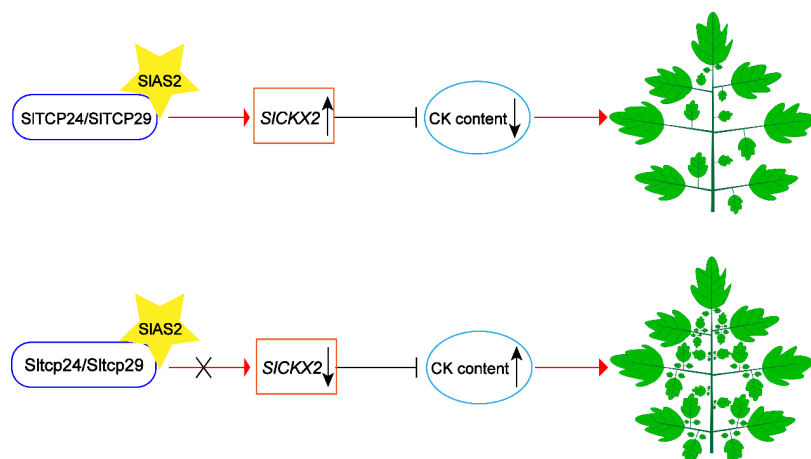 SlAS2
SlTCP24/SlTCP29
SlCKX2
CK content
SlAS2
Sltcp24/Sltcp29
SlCKX2
CK content